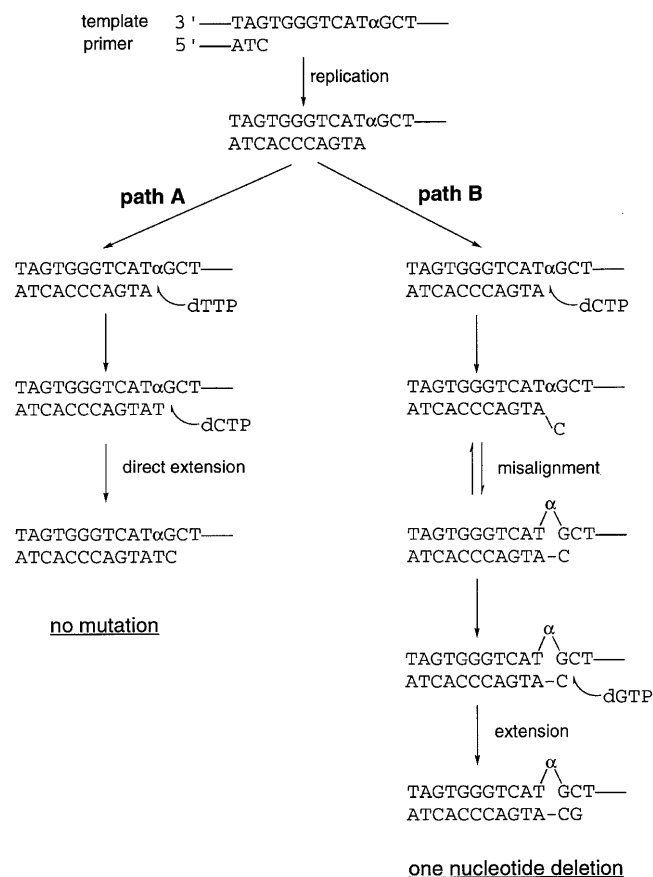 template 3'—TAGTGGGTCATαGCT—
primer 5'—ATC
replication
TAGTGGGTCATαGCT—
ATCACCCAGTA
path A
path B
TAGTGGGTCATαGCT—
ATCACCCAGTA
dTTP
TAGTGGGTCATαGCT—
ATCACCCAGTAT
dCTP
direct extension
TAGTGGGTCATαGCT—
ATCACCCAGTATC
no mutation
TAGTGGGTCATαGCT—
ATCACCCAGTA
dCTP
TAGTGGGTCATαGCT—
ATCACCCAGTA
C
misalignment
α
TAGTGGGTCAT GCT—
ATCACCCAGTA-C
α
TAGTGGGTCAT GCT—
ATCACCCAGTA-C
dGTP
extension
α
TAGTGGGTCAT GCT—
ATCACCCAGTA-CG
one nucleotide deletion